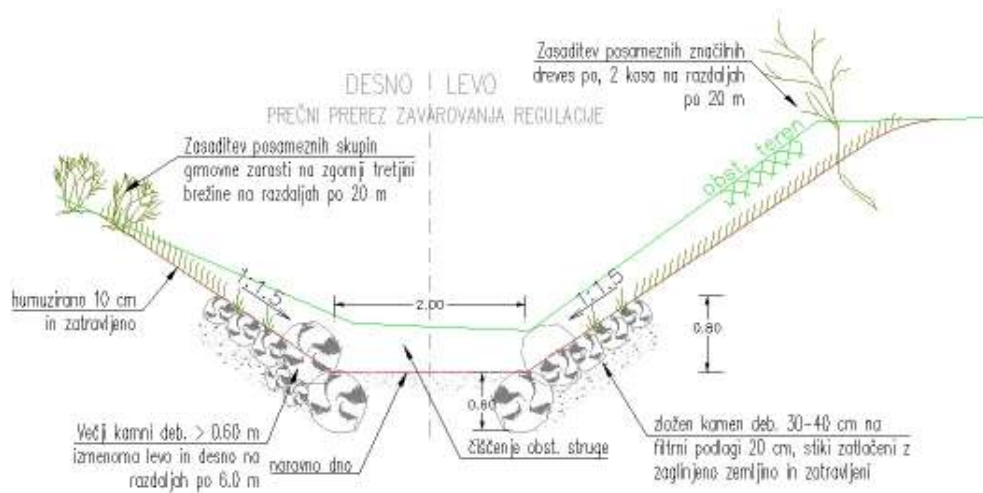 Zasaditev posameznih značilnih
dreves po, 2 kosa na razdaljah
po 20 m
DESNO | LEVO
PREČNI PREREZ ZAVAROVANJA REGULACIJE
Zasaditev posameznih skupin
grmovne zarasti na zgornji tretjini
brežine na razdaljah po 20 m
obst. teren
humuzirano 10 cm
in zatravljeno
1:1.5
2.00
1:1.5
0.80
0.60
Večji kamni deb. > 0.60 m
izmenoma levo in desno na
razdaljah po 6.0 m
naravno dno
čiščenje obst. struge
zložen kamen deb. 30-40 cm na
filtrni podlagi 20 cm, stiki zatlačeni z
zaglinjeno zemljino in zatravljeni